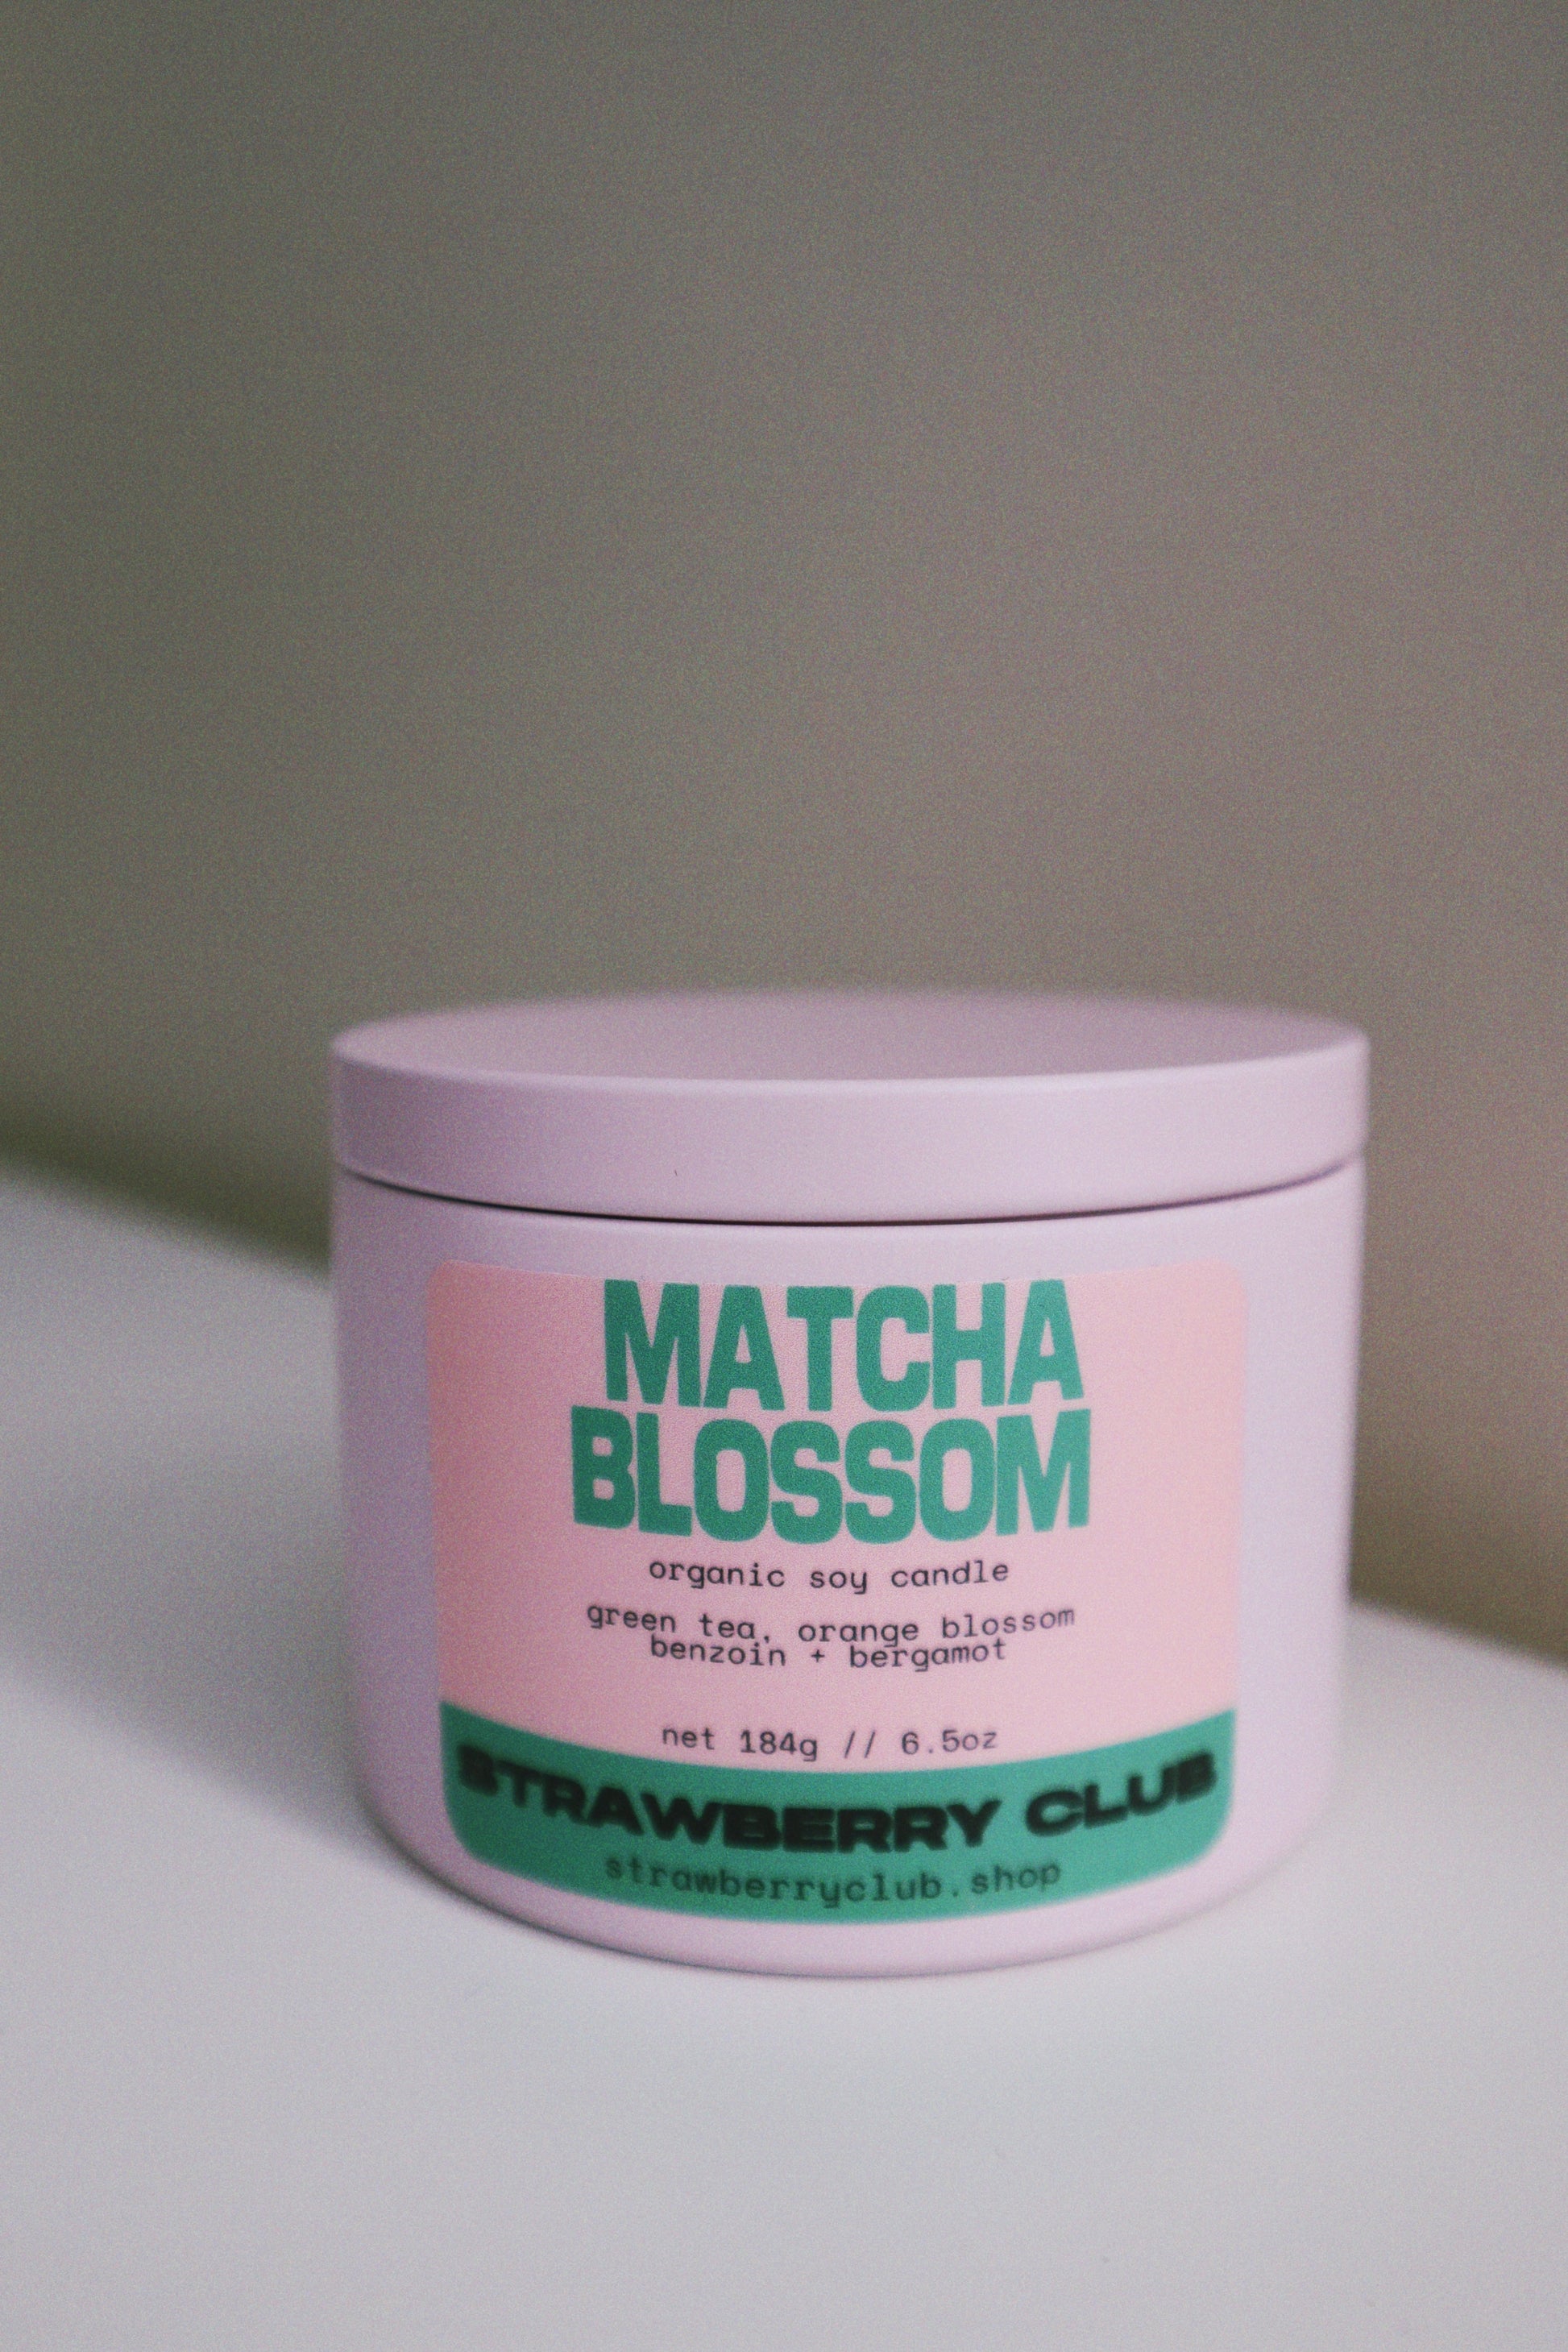 MATCHA
BLOSSOM
organic soy candle
green tea, orange blossom
benzoin + bergamot
net 184g // 6.5oz
STRAWBERRY CLUB
strawberryclub.shop